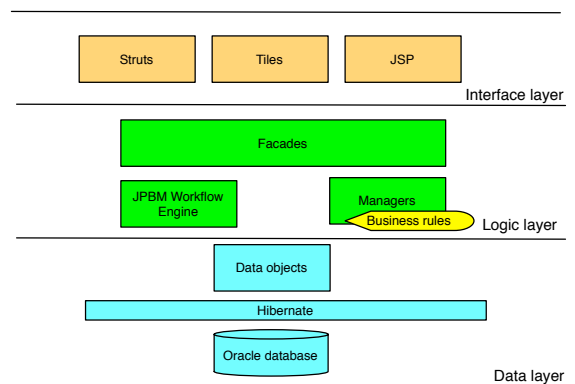 Struts
Tiles
JSP
Interface layer
Facades
JPBM Workflow
Engine
Managers
Business rules
Logic layer
Data objects
Hibernate
Oracle database
Data layer